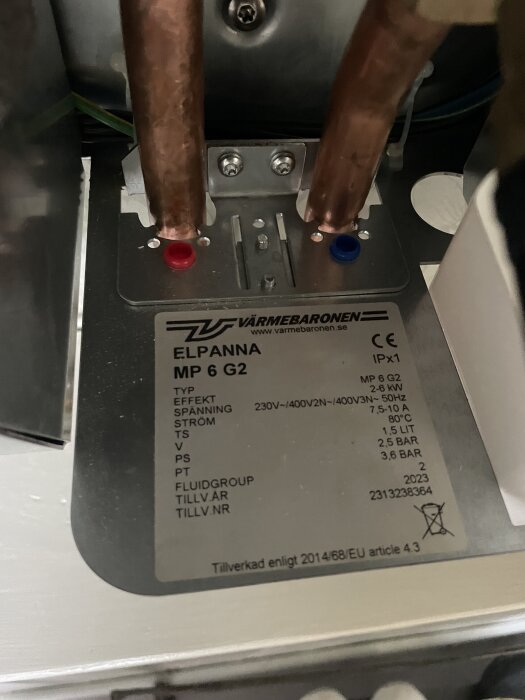 VÄRMEBARONEN
www.varmebaronen.se
ELPANNA
MP 6 G2
CE
IPx1
TYP MP 6 G2
EFFEKT 2-6 kW
SPÄNNING 230V~/400V2N~/400V3N~ 50Hz
STRÖM 7,5-10 A
TS 80°C
V 1,5 LIT
PS 2,5 BAR
PT 3,6 BAR
FLUIDGROUP 2
TILLV.ÅR 2023
TILLV.NR 2313238364
Tillverkad enligt 2014/68/EU article 4.3